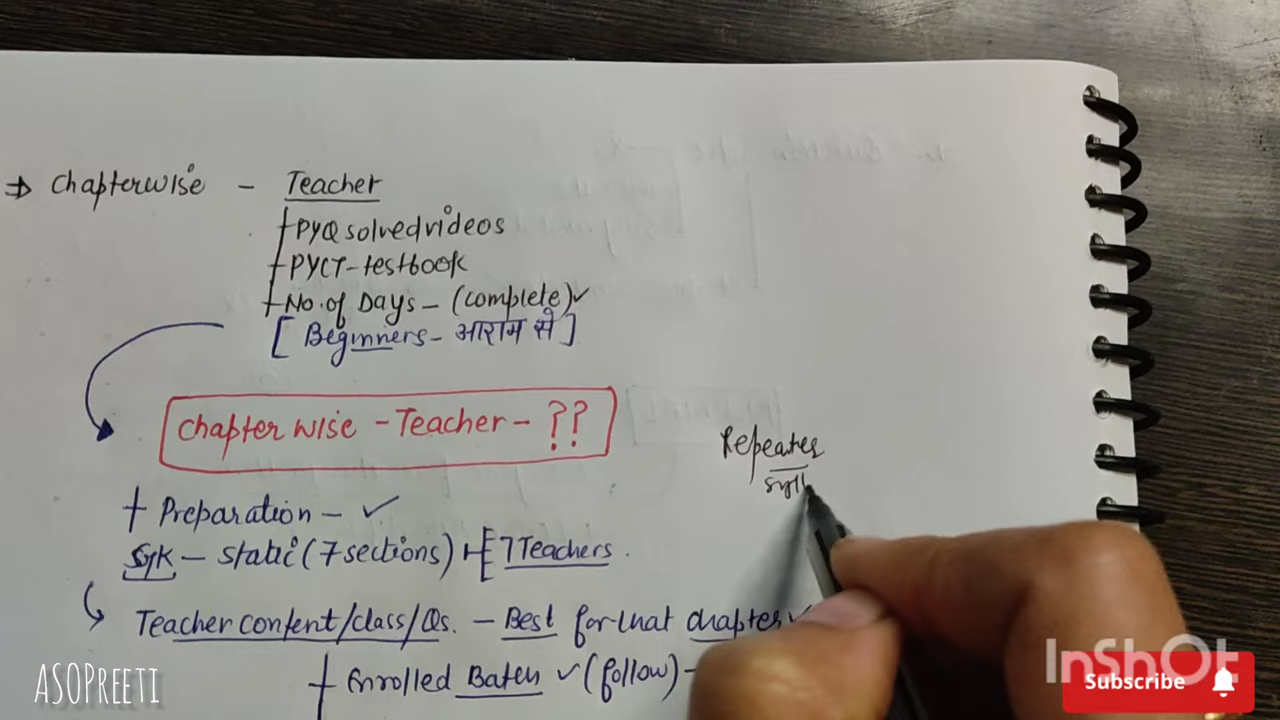 ⇒ Chapterwise - Teacher
PYQ solved videos
PYCT - testbook
No. of Days - (complete) ✓
[ Beginners - आराम से ]
Chapter wise - Teacher - ??
Repeater
syll
Preparation - ✓
static (7 sections) 7 Teachers.
Teacher content/class/Qs. - Best for that chapter ✓
Enrolled Batch ✓ (follow) -
ASOPREETI
InShOt
Subscribe